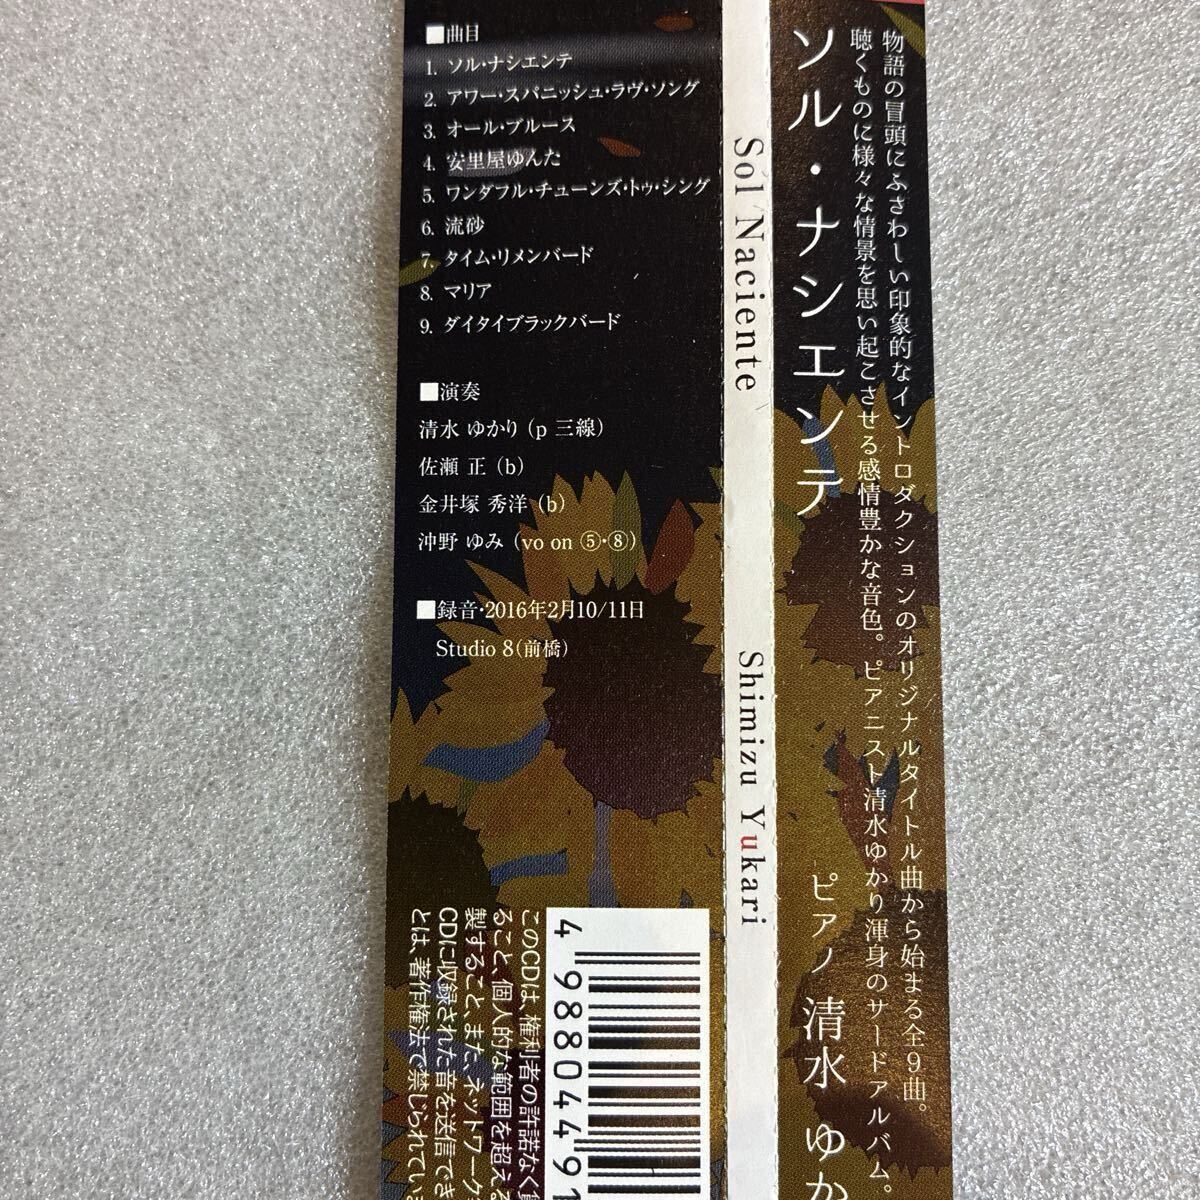 ■曲目
1. ソル・ナシエンテ
2. アワー・スパニッシュ・ラヴ・ソング
3. オール・ブルース
4. 安里屋ゆんた
5. ワンダフル・チューンズ・トゥ・シング
6. 流砂
7. タイム・リメンバード
8. マリア
9. ダイタイブラックバード
■演奏
清水 ゆかり (p 三線)
佐瀬 正 (b)
金井塚 秀洋 (b)
沖野 ゆみ (vo on ⑤・⑧)
■録音・2016年2月10/11日
Studio 8(前橋)
Sol Naciente
Shimizu Yukari
物語の冒頭にふさわしい印象的なイントロダクションのオリジナルタイトル曲から始まる全9曲。
聴くものに様々な情景を思い起こさせる感情豊かな音色。ピアニスト清水ゆかり渾身のサードアルバム。
ソル・ナシエンテ
ピアノ 清水 ゆか
4 9880449
このCDは、権利者の許諾なく
ること、個人的な範囲を超える
製すること、また、ネットワーク
CDに収録された音を送信でき
とは、著作権法で禁じられてい